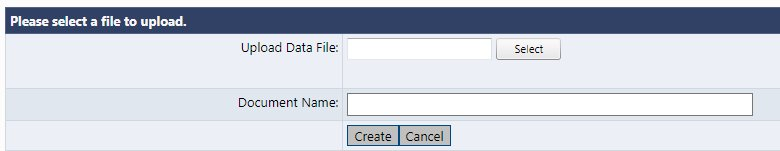 Please select a file to upload.
Upload Data File: Select
Document Name:
Create Cancel